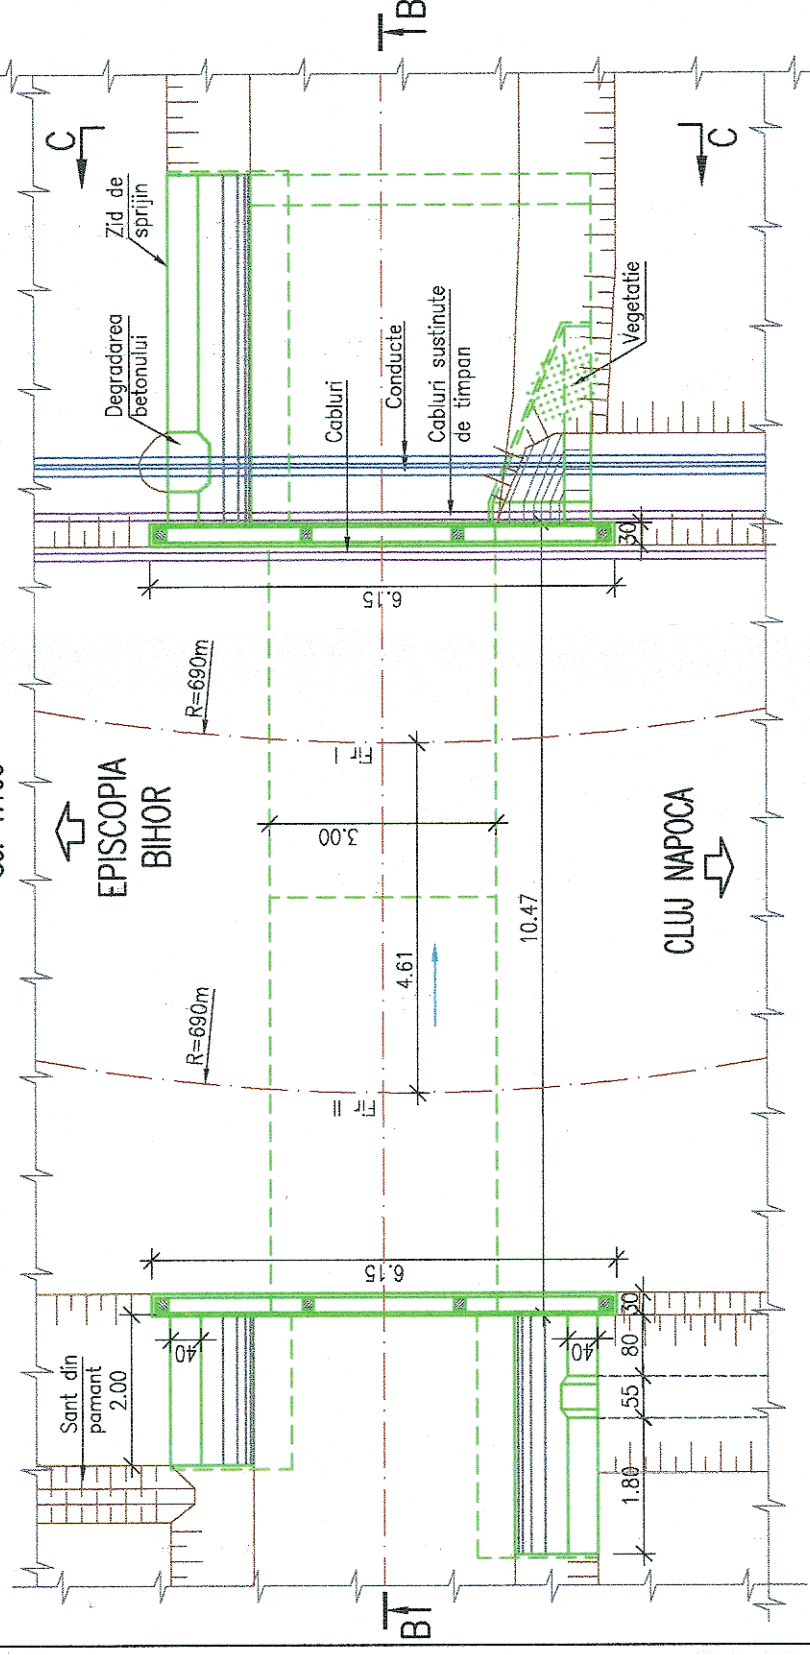 B
C
C
Zid de
sprijin
Degradarea
betonului
Cabluri
Conducte
Cabluri sustinute
de timpan
Vegetatie
30
6.15
R=690m
Fir I
EPISCOPIA
BIHOR
3.00
4.61
10.47
CLUJ NAPOCA
R=690m
Fir II
6.15
Sant din
pamant
2.00
40
40
30
80
55
1.80
B